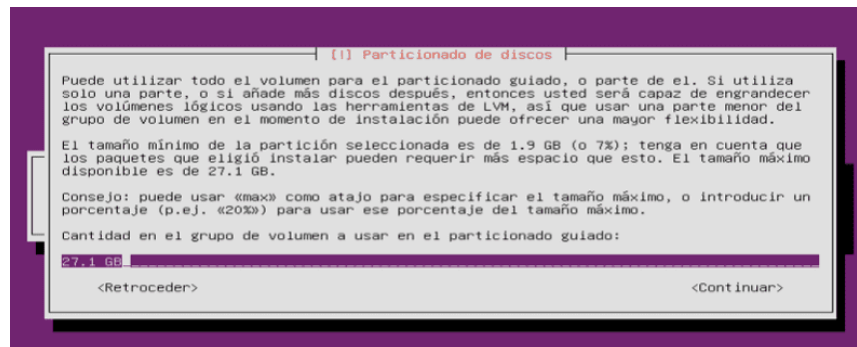 [!] Particionado de discos
Puede utilizar todo el volumen para el particionado guiado, o parte de el. Si utiliza
solo una parte, o si añade más discos después, entonces usted será capaz de engrandecer
los volúmenes lógicos usando las herramientas de LVM, así que usar una parte menor del
grupo de volumen en el momento de instalación puede ofrecer una mayor flexibilidad.
El tamaño mínimo de la partición seleccionada es de 1.9 GB (o 7%); tenga en cuenta que
los paquetes que eligió instalar pueden requerir más espacio que esto. El tamaño máximo
disponible es de 27.1 GB.
Consejo: puede usar «max» como atajo para especificar el tamaño máximo, o introducir un
porcentaje (p.ej. «20%») para usar ese porcentaje del tamaño máximo.
Cantidad en el grupo de volumen a usar en el particionado guiado:
27.1 GB
<Retroceder> <Continuar>